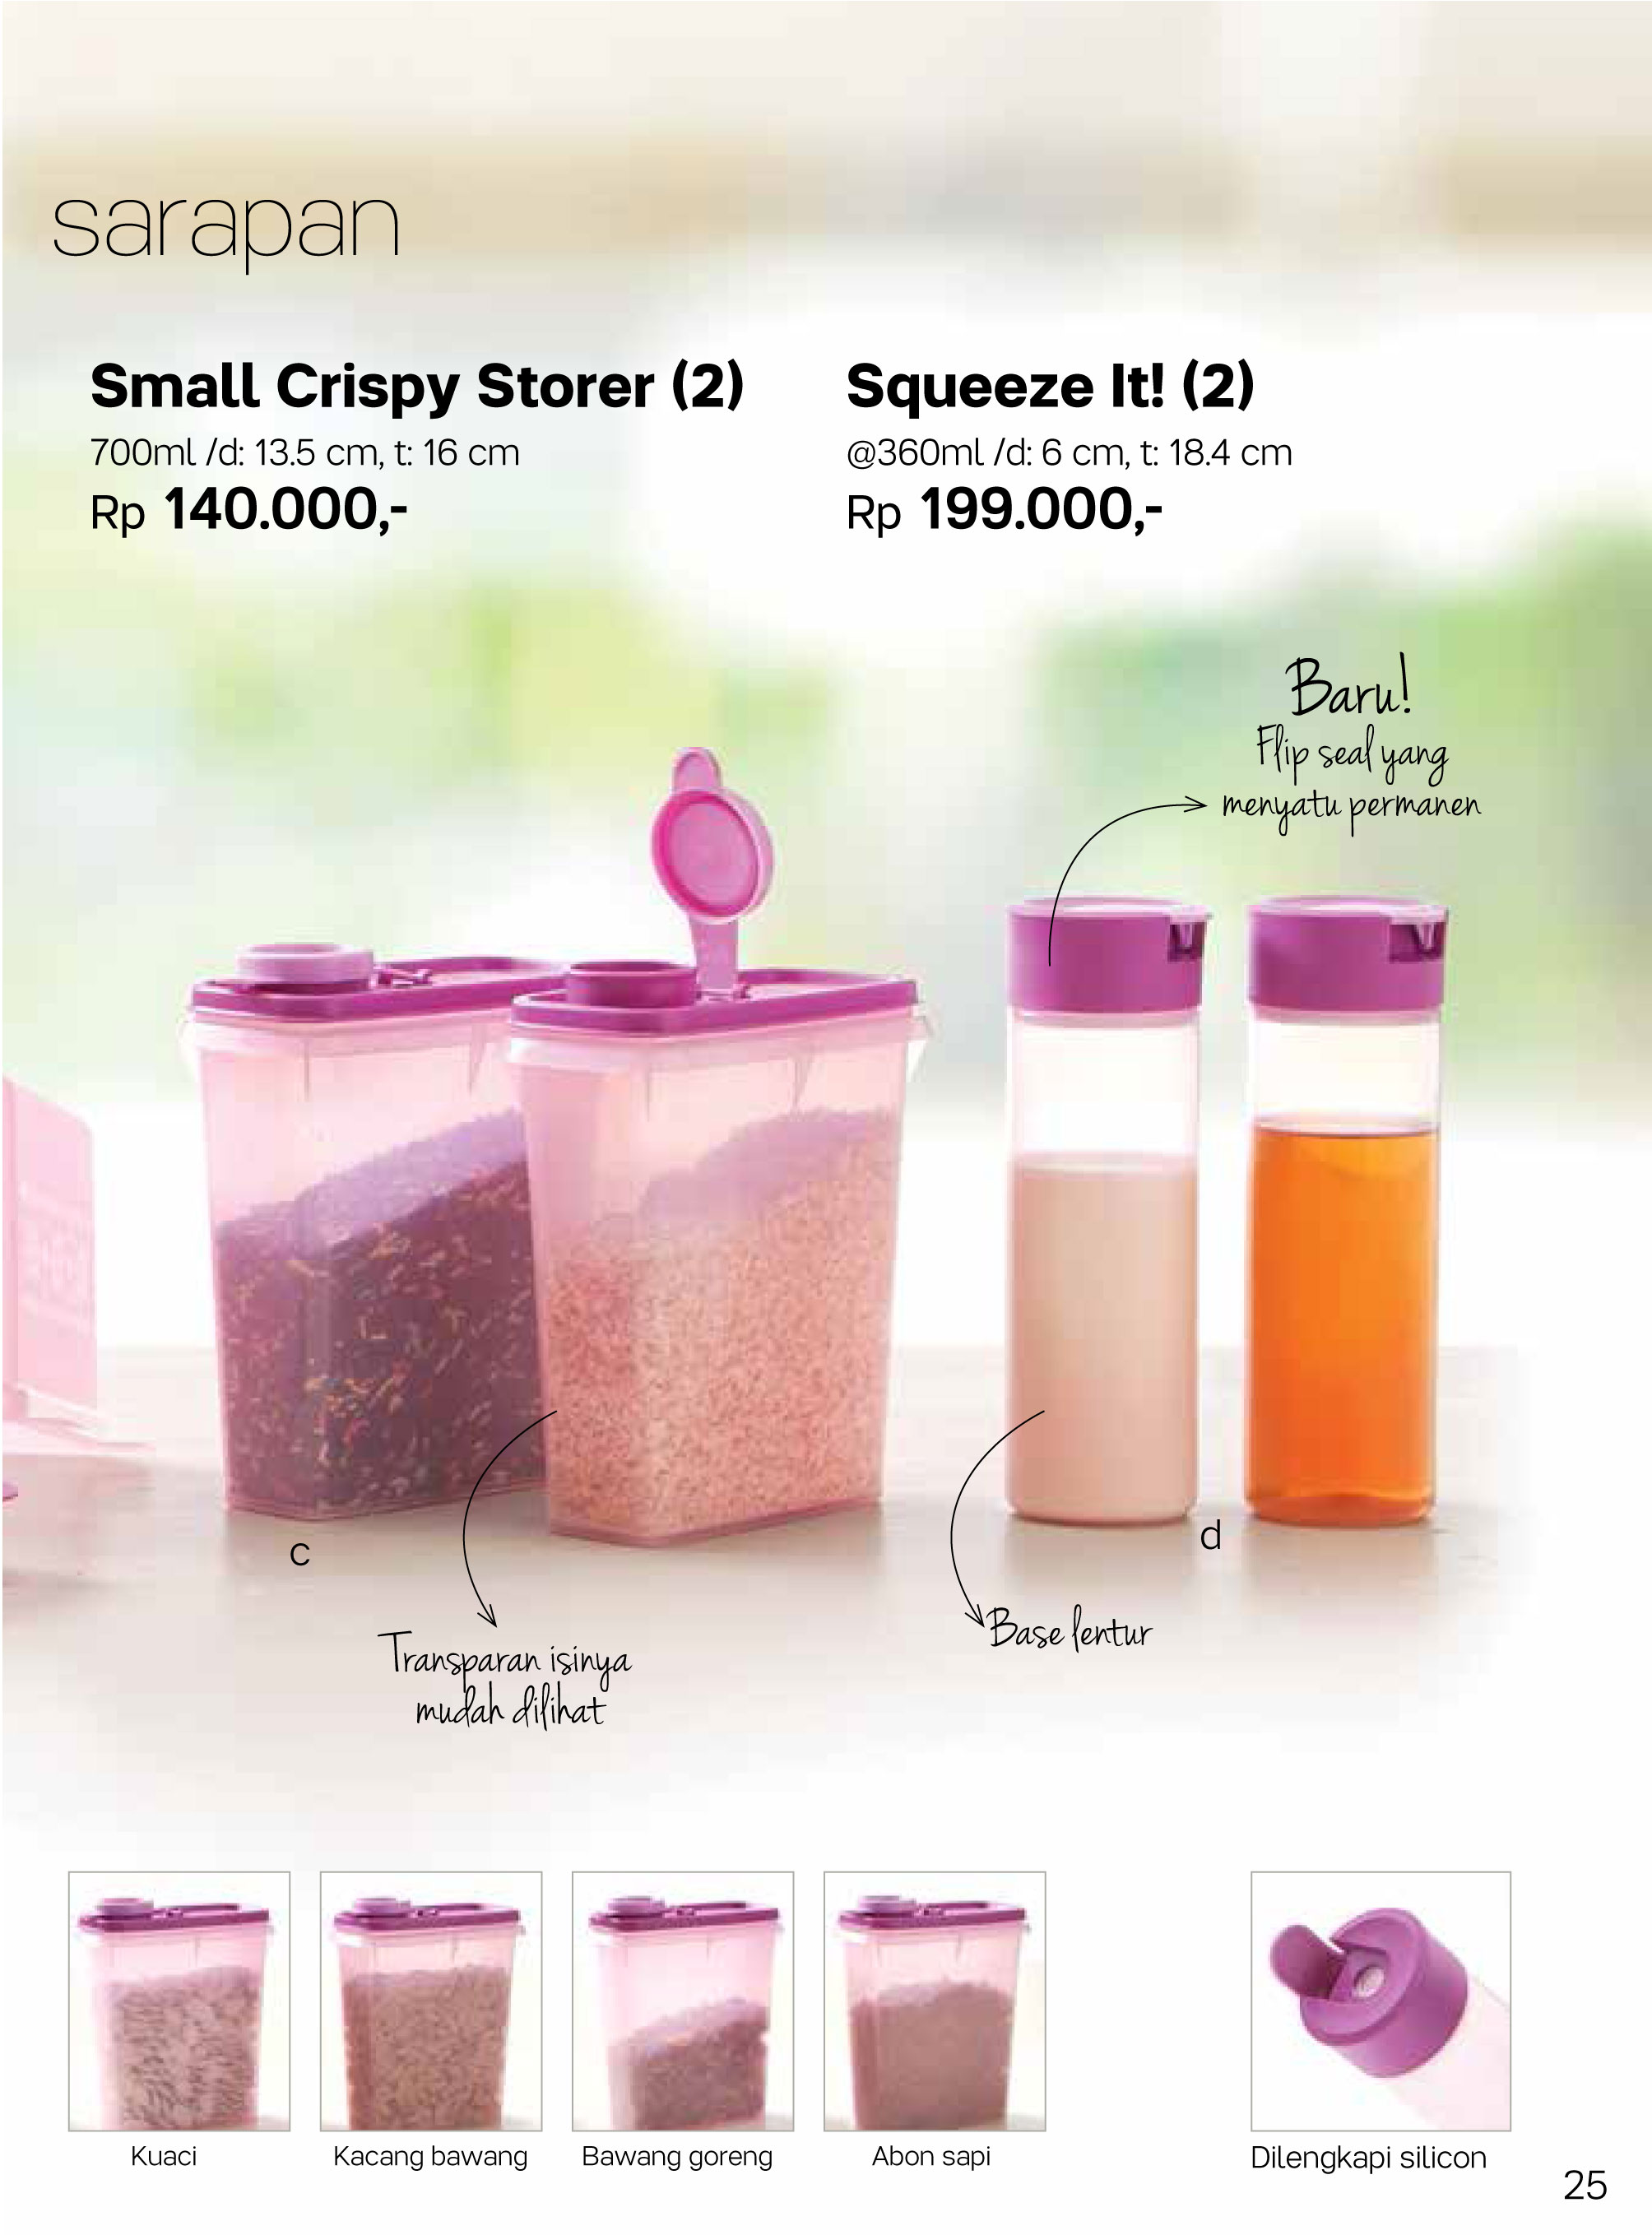 sarapan
Small Crispy Storer (2)
700ml /d: 13.5 cm, t: 16 cm
Rp 140.000,-
Squeeze It! (2)
@360ml /d: 6 cm, t: 18.4 cm
Rp 199.000,-
Baru!
Flip seal yang
menyatu permanen
c
d
Transparan isinya
mudah dilihat
Base lentur
Kuaci
Kacang bawang
Bawang goreng
Abon sapi
Dilengkapi silicon
25